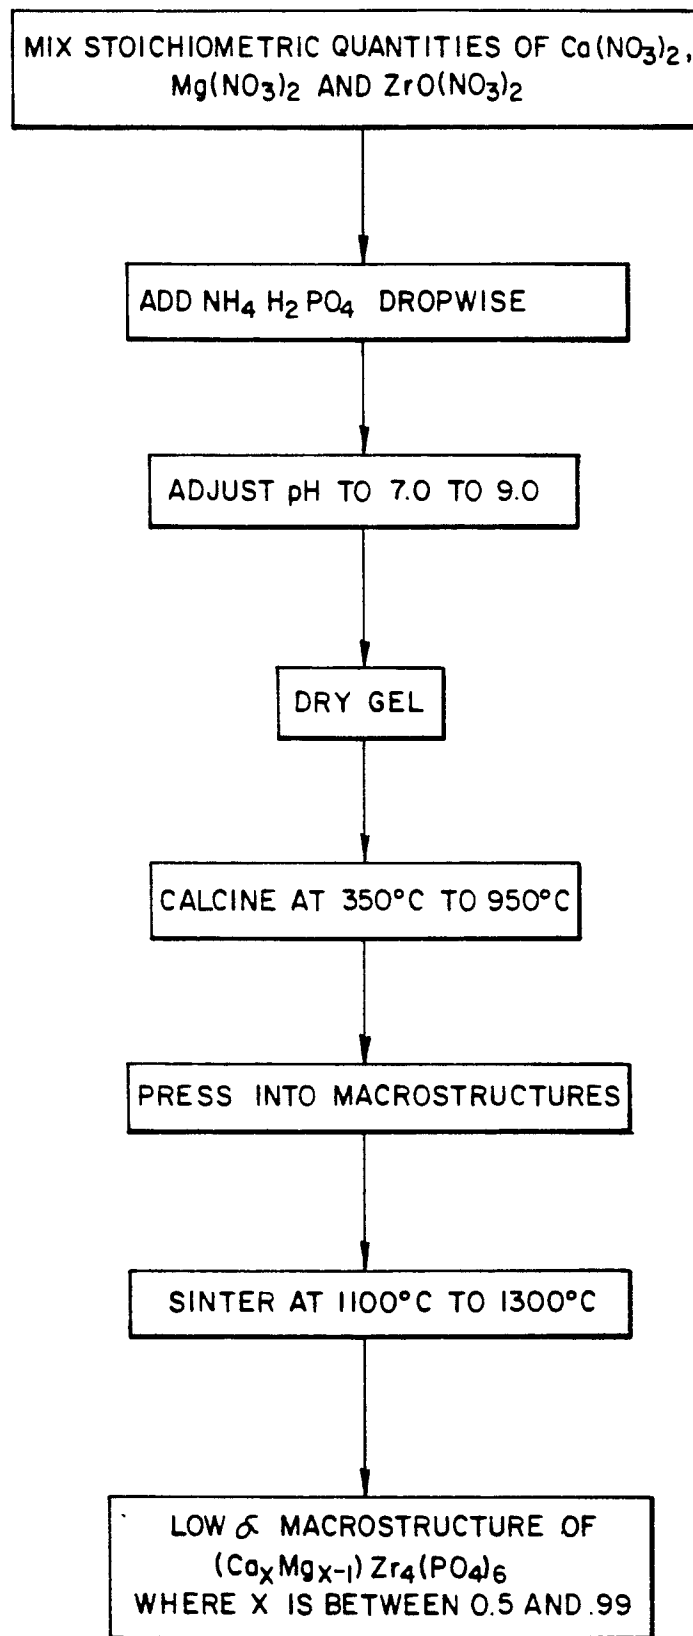 MIX STOICHIOMETRIC QUANTITIES OF Ca(NO₃)₂,
Mg(NO₃)₂ AND ZrO(NO₃)₂
ADD NH₄ H₂ PO₄ DROPWISE
ADJUST pH TO 7.0 TO 9.0
DRY GEL
CALCINE AT 350°C TO 950°C
PRESS INTO MACROSTRUCTURES
SINTER AT 1100°C TO 1300°C
LOW α MACROSTRUCTURE OF
(CaₓMgₓ₋₁) Zr₄(PO₄)₆
WHERE X IS BETWEEN 0.5 AND .99